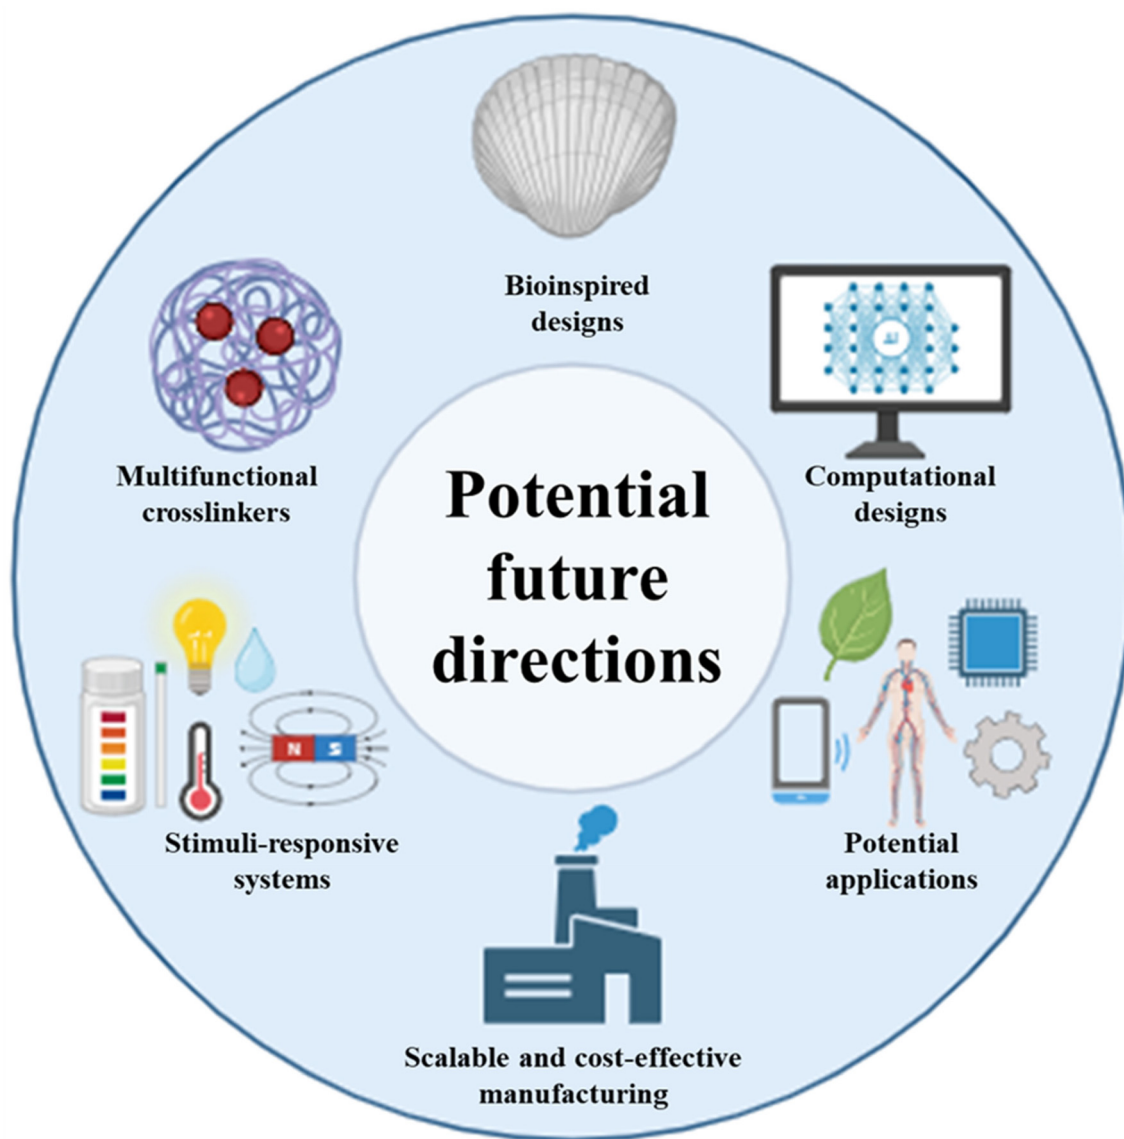 Bioinspired
designs
Multifunctional
crosslinkers
AI
Computational
designs
Potential
future
directions
N S
Stimuli-responsive
systems
Potential
applications
Scalable and cost-effective
manufacturing